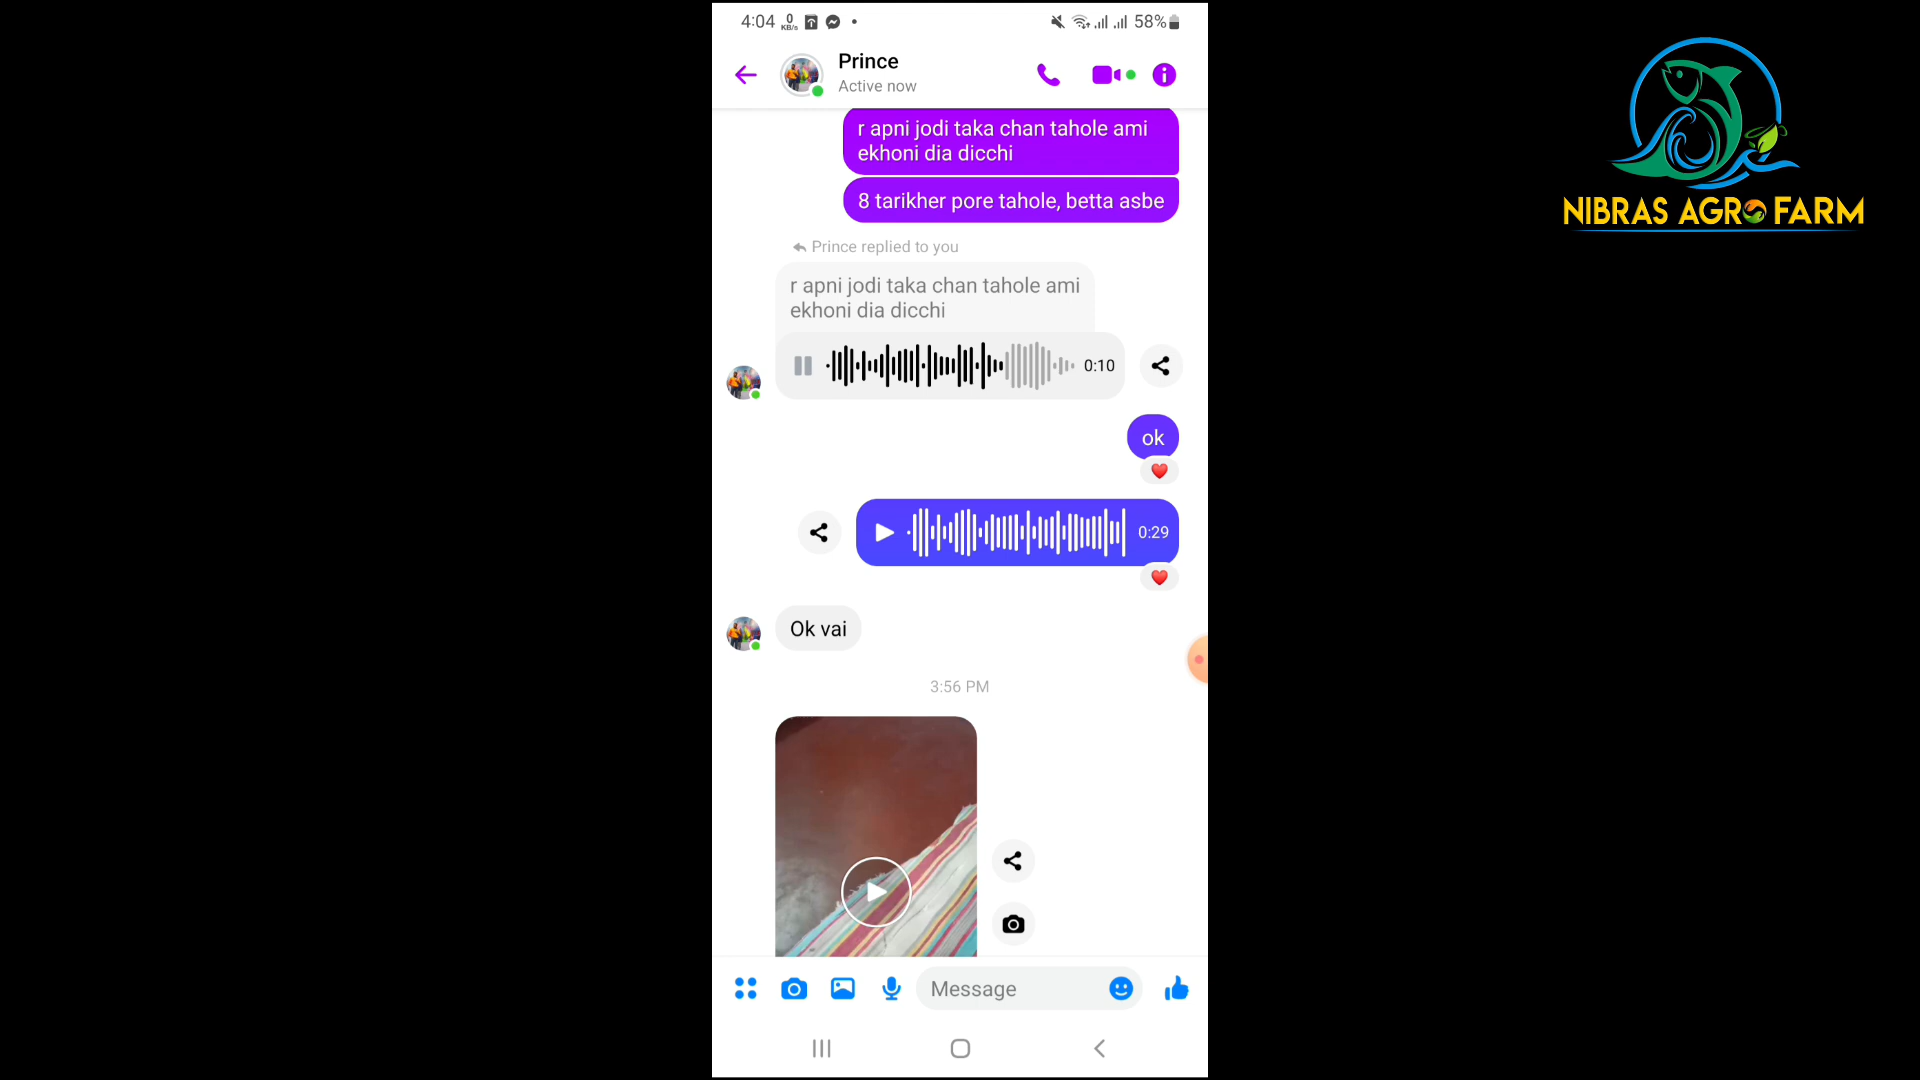 4:04
0
KB/s
58%
Prince
Active now
r apni jodi taka chan tahole ami
ekhoni dia dicchi
8 tarikher pore tahole, betta asbe
Prince replied to you
r apni jodi taka chan tahole ami
ekhoni dia dicchi
0:10
ok
0:29
Ok vai
3:56 PM
Message
NIBRAS AGRO FARM